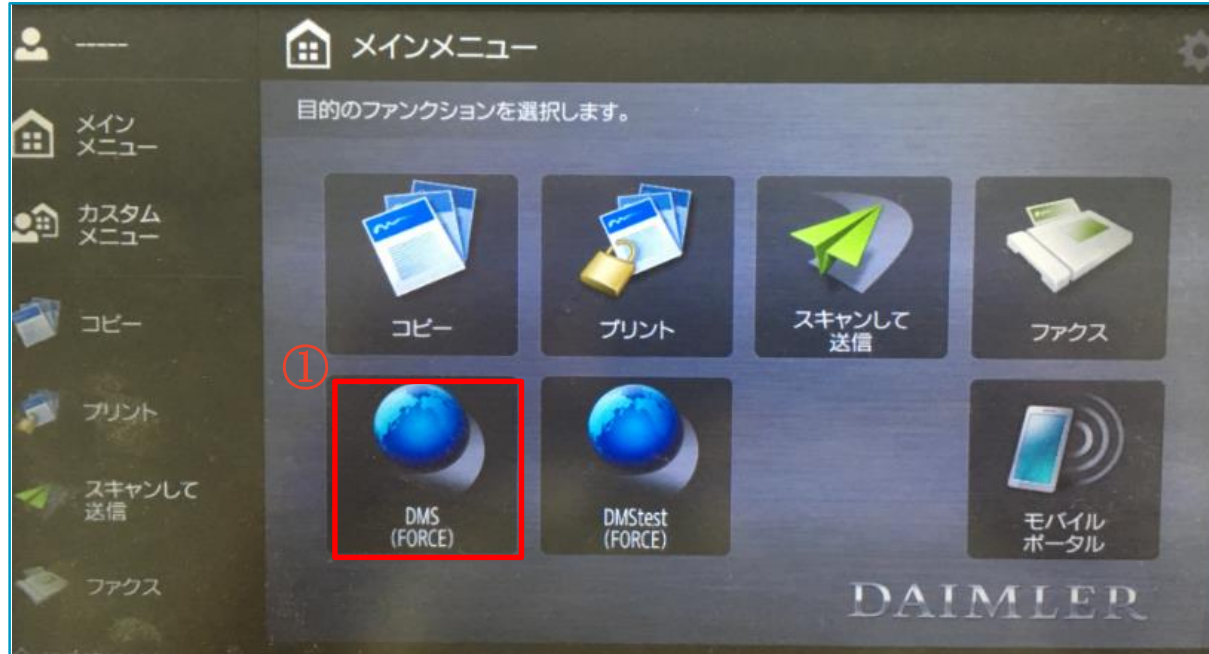 -----
メインメニュー
目的のファンクションを選択します。
メイン
メニュー
カスタム
メニュー
コピー
プリント
スキャンして
送信
ファクス
コピー
プリント
スキャンして
送信
ファクス
①
DMS
(FORCE)
DMStest
(FORCE)
モバイル
ポータル
DAIMLER